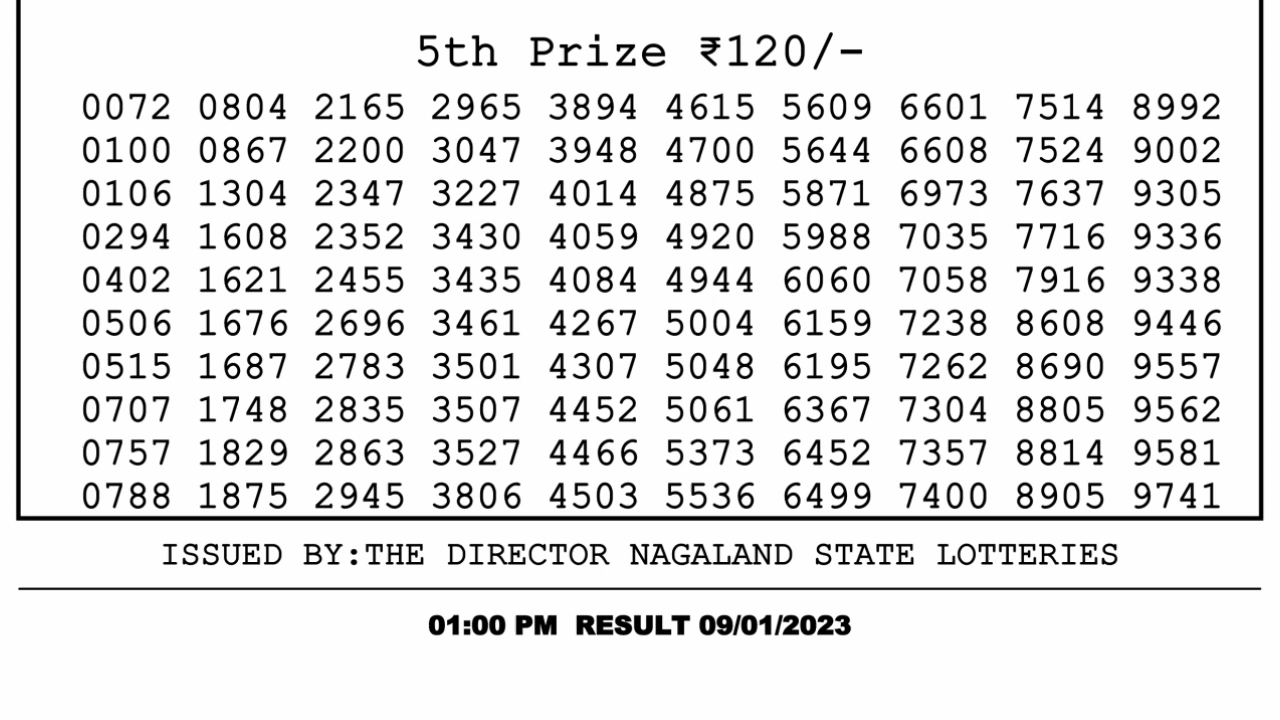 5th Prize ₹120/-
0072 0804 2165 2965 3894 4615 5609 6601 7514 8992
0100 0867 2200 3047 3948 4700 5644 6608 7524 9002
0106 1304 2347 3227 4014 4875 5871 6973 7637 9305
0294 1608 2352 3430 4059 4920 5988 7035 7716 9336
0402 1621 2455 3435 4084 4944 6060 7058 7916 9338
0506 1676 2696 3461 4267 5004 6159 7238 8608 9446
0515 1687 2783 3501 4307 5048 6195 7262 8690 9557
0707 1748 2835 3507 4452 5061 6367 7304 8805 9562
0757 1829 2863 3527 4466 5373 6452 7357 8814 9581
0788 1875 2945 3806 4503 5536 6499 7400 8905 9741
ISSUED BY:THE DIRECTOR NAGALAND STATE LOTTERIES
01:00 PM RESULT 09/01/2023